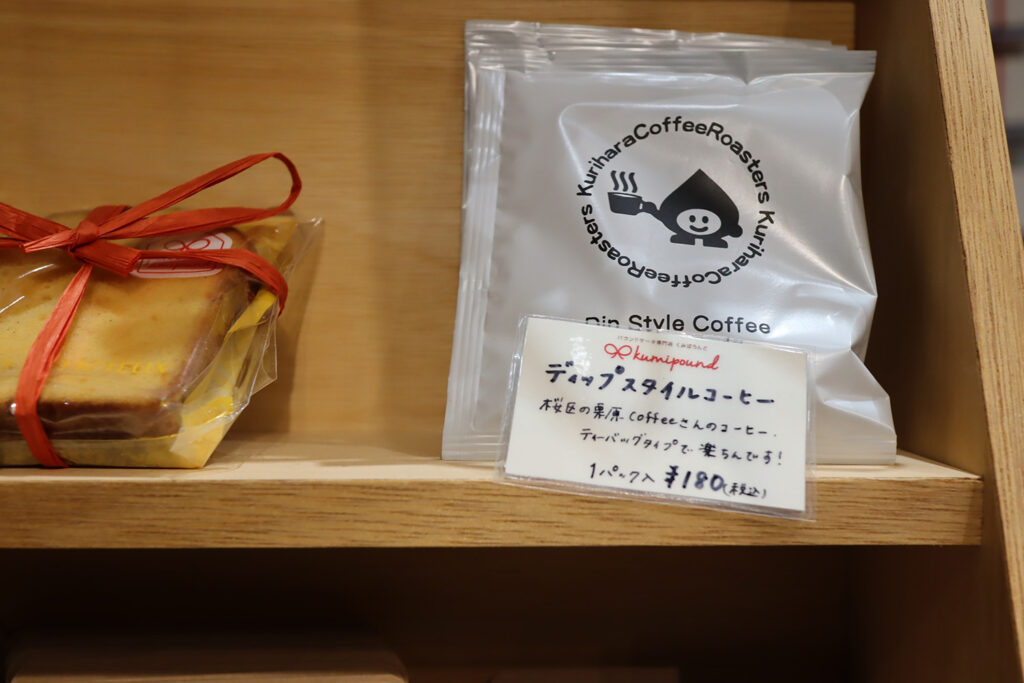 KuriharaCoffeeRoasters KuriharaCoffeeRoasters
Dip Style Coffee
パウンドケーキ専門店 くみぱうんど
kumipound
ディップスタイルコーヒー
桜区の栗原coffeeさんのコーヒー.
ティーバッグタイプで楽ちんです!
1パック入 ¥180(税込)